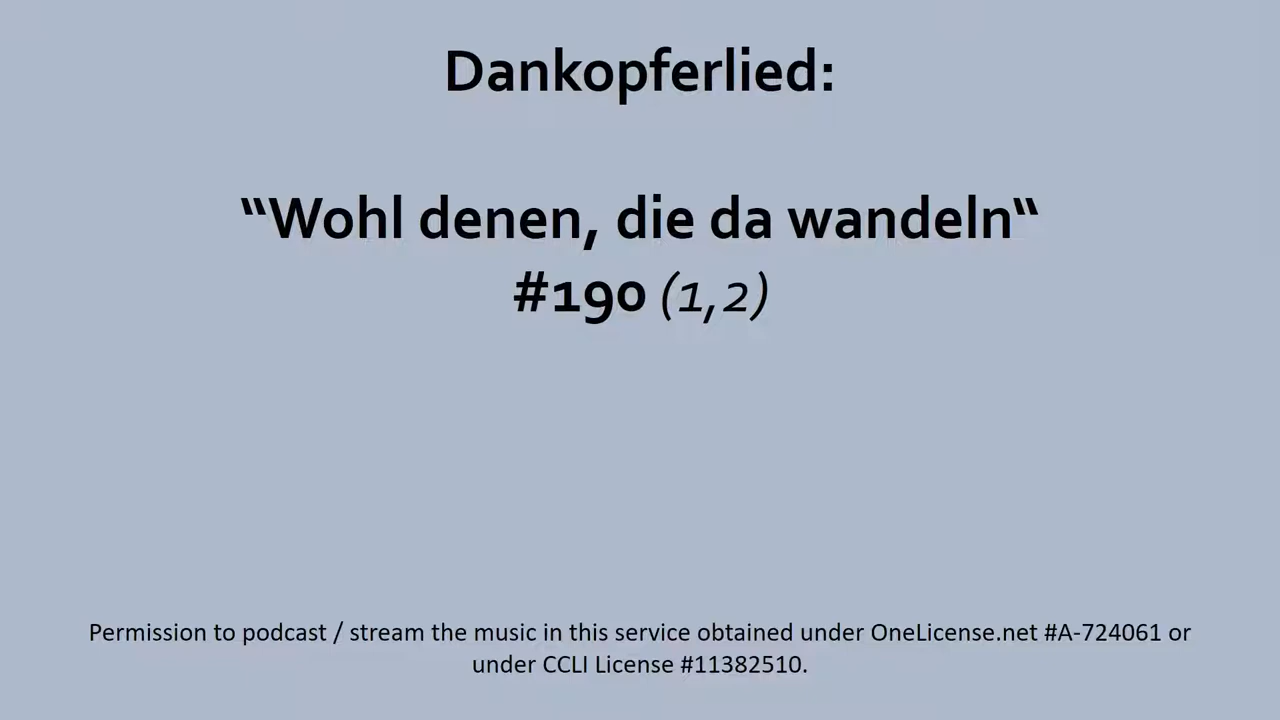 Dankopferlied:
“Wohl denen, die da wandeln“
#190 (1,2)
Permission to podcast / stream the music in this service obtained under OneLicense.net #A-724061 or
under CCLI License #11382510.